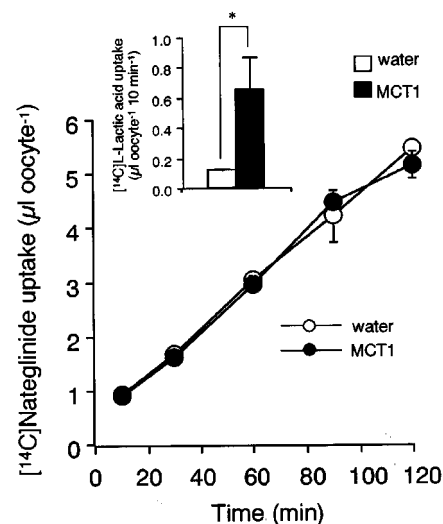 *
[¹⁴C]L-Lactic acid uptake
(µl oocyte⁻¹ 10 min⁻¹)
1.0
0.8
0.6
0.4
0.2
0.0
water
MCT1
[¹⁴C]Nateglinide uptake (µl oocyte⁻¹)
6
5
4
3
2
1
0
water
MCT1
0 20 40 60 80 100 120
Time (min)